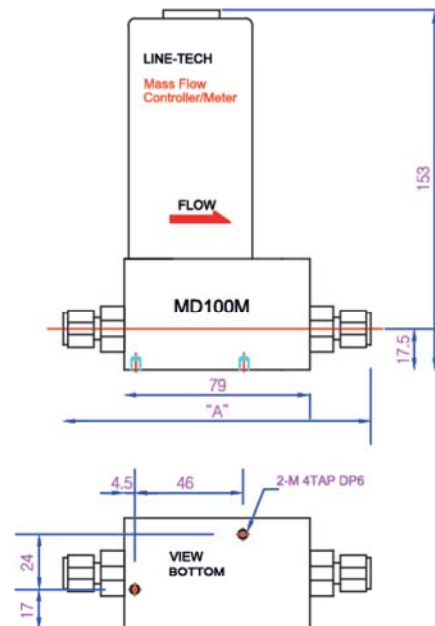 LINE-TECH
Mass Flow
Controller/Meter
153
FLOW
MD100M
17.5
79
"A"
4.5
46
2-M 4TAP DP6
24
VIEW
BOTTOM
17